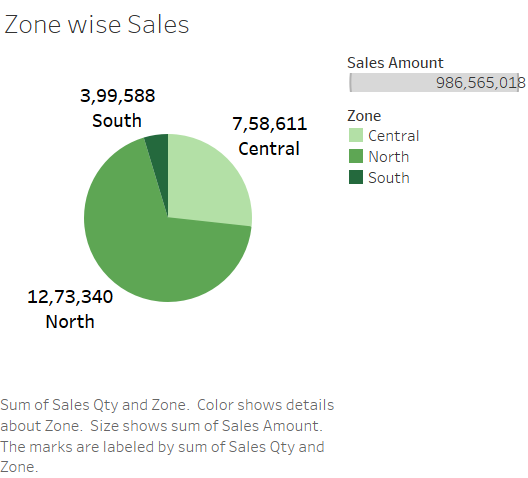 Zone wise Sales
Sales Amount
986,565,018
Zone
Central
North
South
3,99,588
South
7,58,611
Central
12,73,340
North
Sum of Sales Qty and Zone.  Color shows details
about Zone.  Size shows sum of Sales Amount.
The marks are labeled by sum of Sales Qty and
Zone.